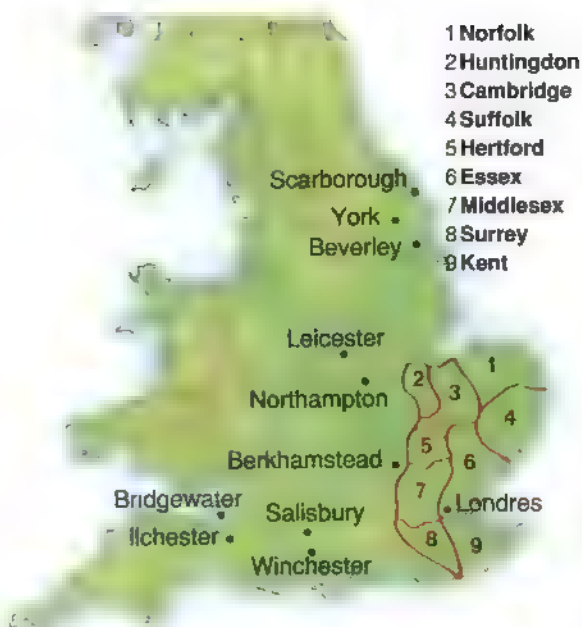 1 Norfolk
2 Huntingdon
3 Cambridge
4 Suffolk
5 Hertford
6 Essex
7 Middlesex
8 Surrey
9 Kent
Scarborough
York
Beverley
Leicester
Northampton
Berkhamstead
Bridgewater
Ilchester
Salisbury
Winchester
Londres
1
2
3
4
5
6
7
8
9